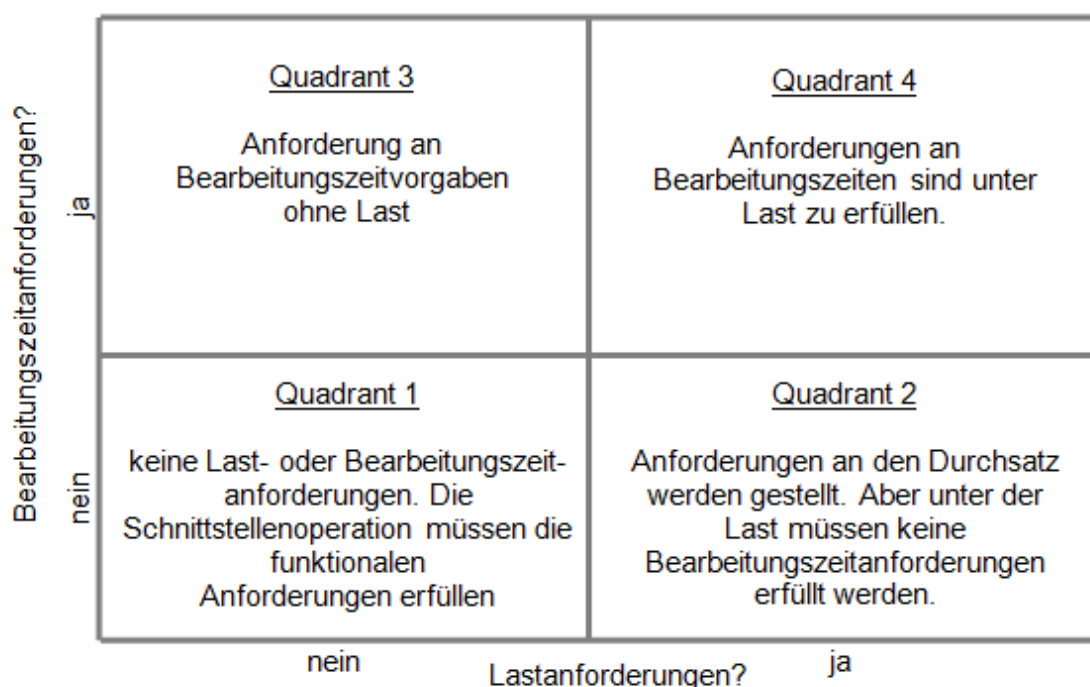 Bearbeitungszeitanforderungen?
ja
nein
Quadrant 3
Anforderung an
Bearbeitungszeitvorgaben
ohne Last
Quadrant 4
Anforderungen an
Bearbeitungszeiten sind unter
Last zu erfüllen.
Quadrant 1
keine Last- oder Bearbeitungszeit-
anforderungen. Die
Schnittstellenoperation müssen die
funktionalen
Anforderungen erfüllen
Quadrant 2
Anforderungen an den Durchsatz
werden gestellt. Aber unter der
Last müssen keine
Bearbeitungszeitanforderungen
erfüllt werden.
nein
Lastanforderungen?
ja